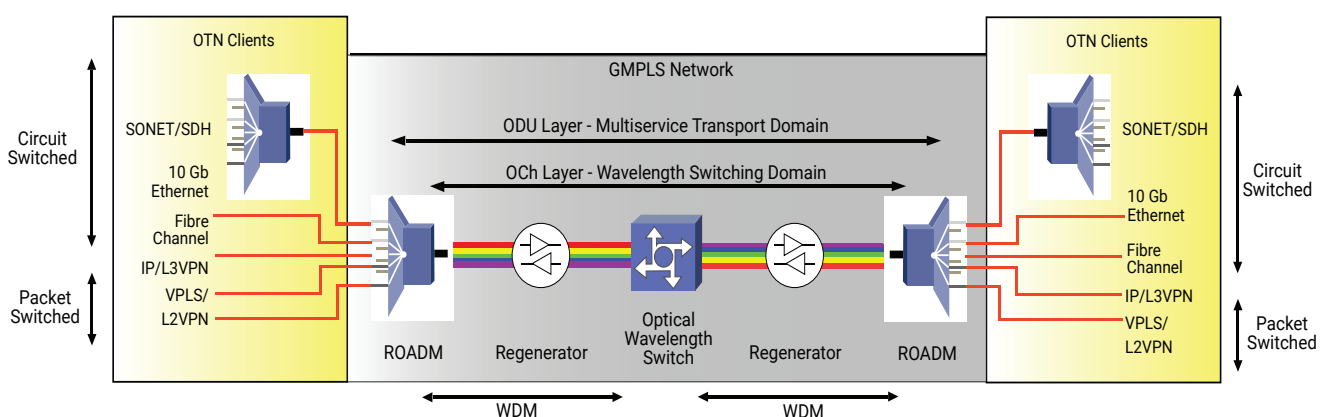 OTN Clients
SONET/SDH
10 Gb
Ethernet
Fibre
Channel
IP/L3VPN
VPLS/
L2VPN
Circuit
Switched
Packet
Switched
GMPLS Network
ODU Layer - Multiservice Transport Domain
OCh Layer - Wavelength Switching Domain
ROADM
Regenerator
Optical
Wavelength
Switch
Regenerator
ROADM
WDM
WDM
OTN Clients
SONET/SDH
10 Gb
Ethernet
Fibre
Channel
IP/L3VPN
VPLS/
L2VPN
Circuit
Switched
Packet
Switched